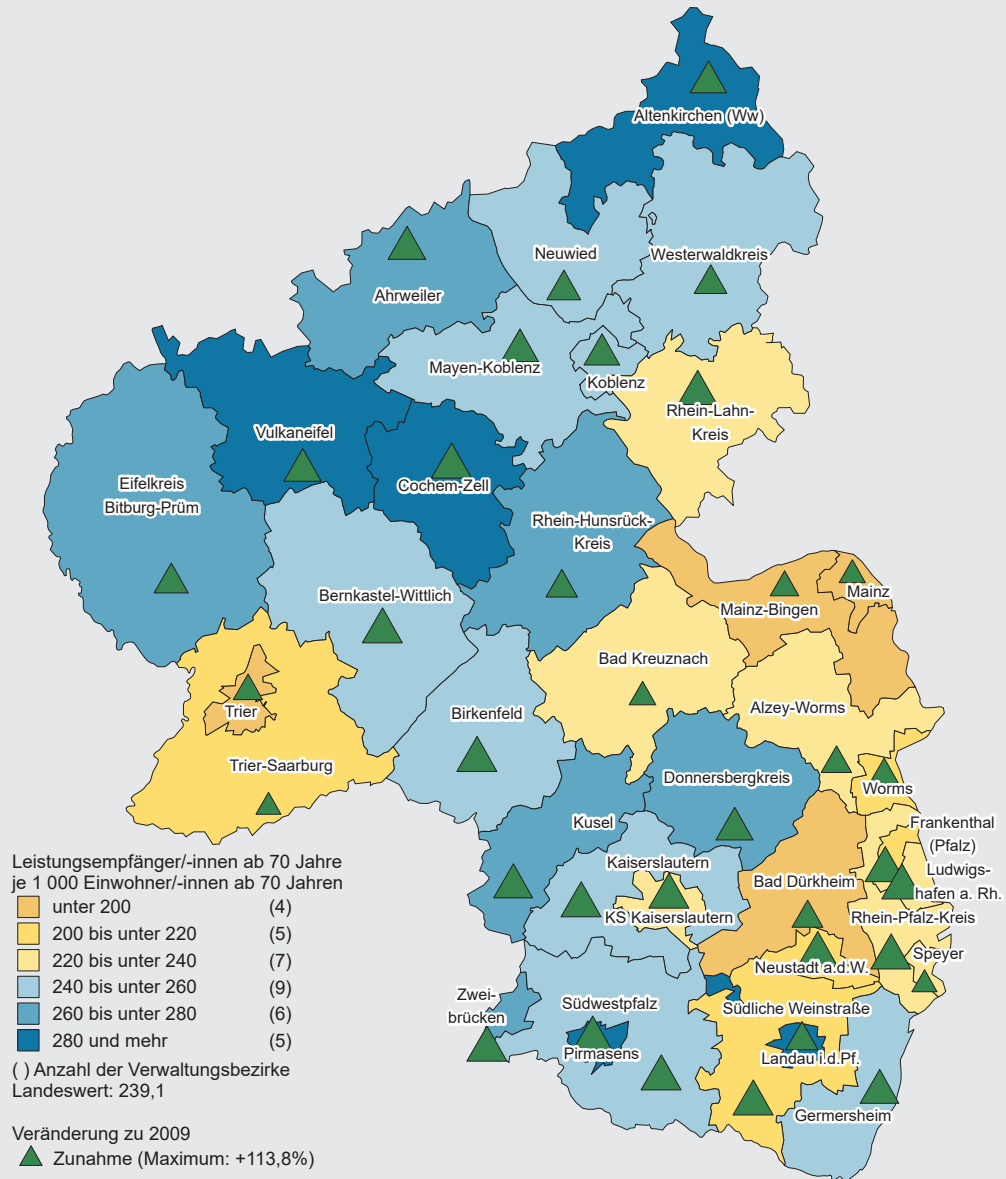 Altenkirchen (Ww)
Neuwied
Westerwaldkreis
Ahrweiler
Mayen-Koblenz
Koblenz
Rhein-Lahn-
Kreis
Vulkaneifel
Cochem-Zell
Eifelkreis
Bitburg-Prüm
Rhein-Hunsrück-
Kreis
Bernkastel-Wittlich
Mainz-Bingen
Mainz
Bad Kreuznach
Alzey-Worms
Trier
Birkenfeld
Trier-Saarburg
Donnersbergkreis
Worms
Kusel
Frankenthal
(Pfalz)
Ludwigs-
hafen a. Rh.
Kaiserslautern
Bad Dürkheim
KS Kaiserslautern
Rhein-Pfalz-Kreis
Speyer
Neustadt a.d.W.
Zwei-
brücken
Südwestpfalz
Südliche Weinstraße
Pirmasens
Landau i.d.Pf.
Germersheim
Leistungsempfänger/-innen ab 70 Jahre
je 1 000 Einwohner/-innen ab 70 Jahren
unter 200 (4)
200 bis unter 220 (5)
220 bis unter 240 (7)
240 bis unter 260 (9)
260 bis unter 280 (6)
280 und mehr (5)
( ) Anzahl der Verwaltungsbezirke
Landeswert: 239,1
Veränderung zu 2009
Zunahme (Maximum: +113,8%)